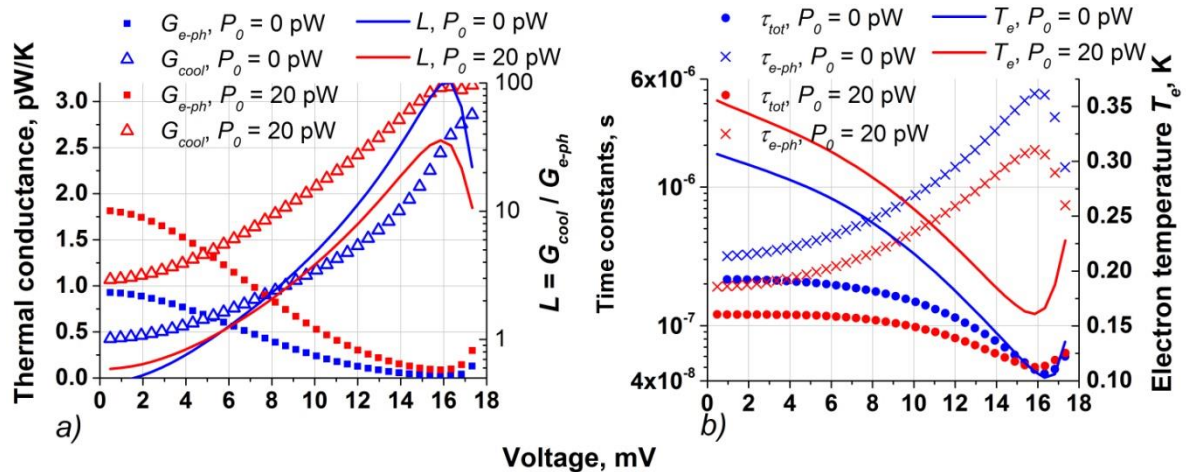 G_e-ph, P_0 = 0 pW
L, P_0 = 0 pW
G_cool, P_0 = 0 pW
L, P_0 = 20 pW
G_e-ph, P_0 = 20 pW
G_cool, P_0 = 20 pW
Thermal conductance, pW/K
3.0
2.5
2.0
1.5
1.0
0.5
0.0
0 2 4 6 8 10 12 14 16 18
100
10
1
L = G_cool / G_e-ph
a)
τ_tot, P_0 = 0 pW
T_e, P_0 = 0 pW
τ_e-ph, P_0 = 0 pW
T_e, P_0 = 20 pW
τ_tot, P_0 = 20 pW
τ_e-ph, P_0 = 20 pW
Time constants, s
6x10^-6
10^-6
10^-7
4x10^-8
0 2 4 6 8 10 12 14 16 18
0.35
0.30
0.25
0.20
0.15
0.10
Electron temperature T_e, K
b)
Voltage, mV